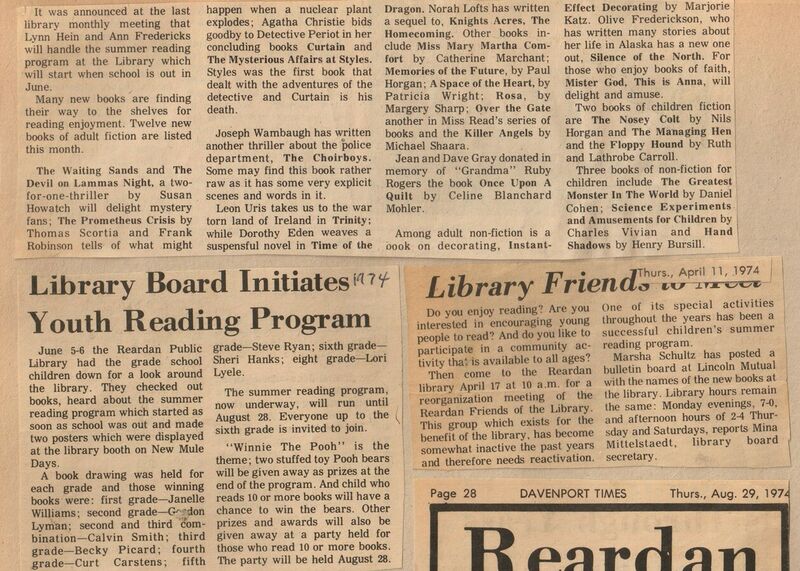 It was announced at the last
library monthly meeting that
Lynn Hein and Ann Fredericks
will handle the summer reading
program at the Library which
will start when school is out in
June.
Many new books are finding
their way to the shelves for
reading enjoyment. Twelve new
books of adult fiction are listed
this month.
The Waiting Sands and The
Devil on Lammas Night, a two-
for-one-thriller by Susan
Howatch will delight mystery
fans; The Prometheus Crisis by
Thomas Scortia and Frank
Robinson tells of what might
happen when a nuclear plant
explodes; Agatha Christie bids
goodby to Detective Periot in her
concluding books Curtain and
The Mysterious Affairs at Styles.
Styles was the first book that
dealt with the adventures of the
detective and Curtain is his
death.
Joseph Wambaugh has written
another thriller about the police
department, The Choirboys.
Some may find this book rather
raw as it has some very explicit
scenes and words in it.
Leon Uris takes us to the war
torn land of Ireland in Trinity;
while Dorothy Eden weaves a
suspensful novel in Time of the
Dragon. Norah Lofts has written
a sequel to, Knights Acres, The
Homecoming. Other books in-
clude Miss Mary Martha Com-
fort by Catherine Marchant;
Memories of the Future, by Paul
Horgan; A Space of the Heart, by
Patricia Wright; Rosa, by
Margery Sharp; Over the Gate
another in Miss Read's series of
books and the Killer Angels by
Michael Shaara.
Jean and Dave Gray donated in
memory of "Grandma" Ruby
Rogers the book Once Upon A
Quilt by Celine Blanchard
Mohler.
Among adult non-fiction is a
book on decorating, Instant-
Effect Decorating by Marjorie
Katz. Olive Frederickson, who
has written many stories about
her life in Alaska has a new one
out, Silence of the North. For
those who enjoy books of faith,
Mister God, This is Anna, will
delight and amuse.
Two books of children fiction
are The Nosey Colt by Nils
Horgan and The Managing Hen
and the Floppy Hound by Ruth
and Lathrobe Carroll.
Three books of non-fiction for
children include The Greatest
Monster In The World by Daniel
Cohen; Science Experiments
and Amusements for Children by
Charles Vivian and Hand
Shadows by Henry Bursill.
Library Board Initiates 1974
Youth Reading Program
June 5-6 the Reardan Public
Library had the grade school
children down for a look around
the library. They checked out
books, heard about the summer
reading program which started as
soon as school was out and made
two posters which were displayed
at the library booth on New Mule
Days.
A book drawing was held for
each grade and those winning
books were: first grade—Janelle
Williams; second grade—Gordon
Lyman; second and third com-
bination—Calvin Smith; third
grade—Becky Picard; fourth
grade—Curt Carstens; fifth
grade—Steve Ryan; sixth grade—
Sheri Hanks; eight grade—Lori
Lyele.
The summer reading program,
now underway, will run until
August 28. Everyone up to the
sixth grade is invited to join.
"Winnie The Pooh" is the
theme; two stuffed toy Pooh bears
will be given away as prizes at the
end of the program. And child who
reads 10 or more books will have a
chance to win the bears. Other
prizes and awards will also be
given away at a party held for
those who read 10 or more books.
The party will be held August 28.
Thurs., April 11, 1974
Library Friends to Meet
Do you enjoy reading? Are you
interested in encouraging young
people to read? And do you like to
participate in a community ac-
tivity that is available to all ages?
Then come to the Reardan
library April 17 at 10 a.m. for a
reorganization meeting of the
Reardan Friends of the Library.
This group which exists for the
benefit of the library, has become
somewhat inactive the past years
and therefore needs reactivation.
One of its special activities
throughout the years has been a
successful children's summer
reading program.
Marsha Schultz has posted a
bulletin board at Lincoln Mutual
with the names of the new books at
the library. Library hours remain
the same: Monday evenings, 7-0,
and afternoon hours of 2-4 Thur-
sday and Saturdays, reports Mina
Mittelstaedt, library board
secretary.
Page 28 DAVENPORT TIMES Thurs., Aug. 29, 1974
Reardan